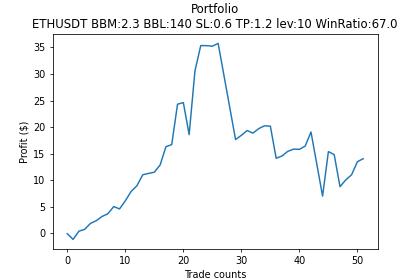 Portfolio
ETHUSDT BBM:2.3 BBL:140 SL:0.6 TP:1.2 lev:10 WinRatio:67.0
Profit ($)
35
30
25
20
15
10
5
0
0 10 20 30 40 50
Trade counts